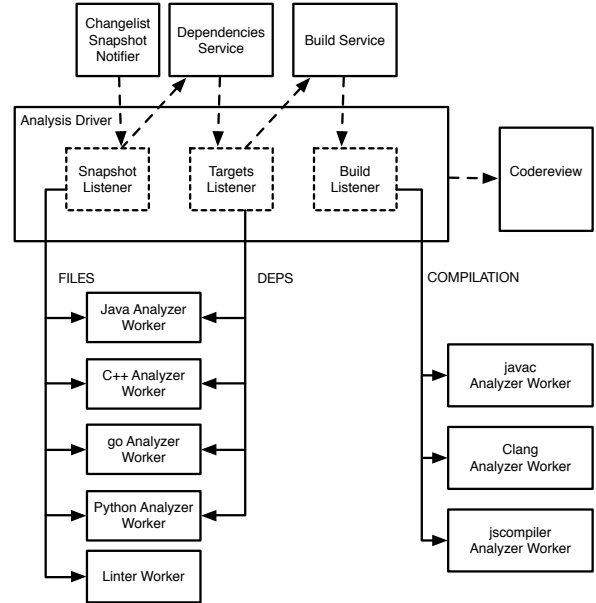 Changelist
Snapshot
Notifier
Dependencies
Service
Build Service
Analysis Driver
Snapshot
Listener
Targets
Listener
Build
Listener
Codereview
FILES
DEPS
COMPILATION
Java Analyzer
Worker
C++ Analyzer
Worker
go Analyzer
Worker
Python Analyzer
Worker
Linter Worker
javac
Analyzer Worker
Clang
Analyzer Worker
jscompiler
Analyzer Worker